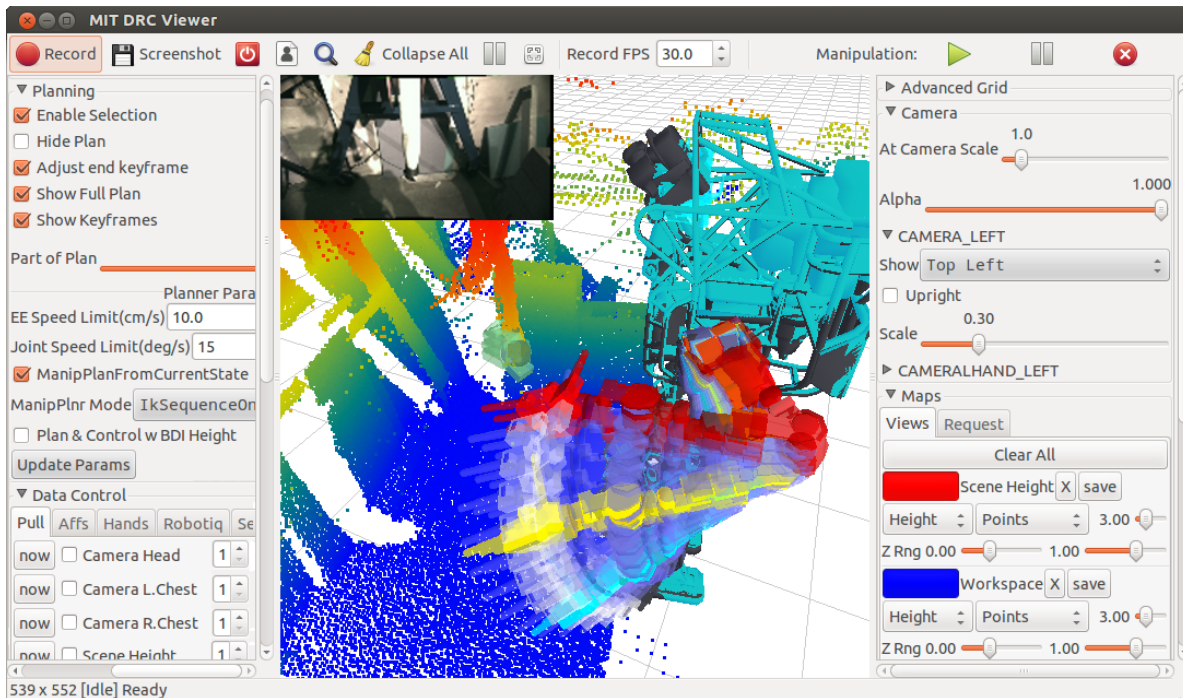 MIT DRC Viewer
Record Screenshot Collapse All Record FPS 30.0 Manipulation:
Planning
Enable Selection
Hide Plan
Adjust end keyframe
Show Full Plan
Show Keyframes
Part of Plan
Planner Para
EE Speed Limit(cm/s) 10.0
Joint Speed Limit(deg/s) 15
ManipPlanFromCurrentState
ManipPlnr Mode IkSequenceOn
Plan & Control w BDI Height
Update Params
Data Control
Pull Affs Hands Robotiq Se
now Camera Head 1
now Camera L.Chest 1
now Camera R.Chest 1
now Scene Height 1
Advanced Grid
Camera
1.0
At Camera Scale
1.000
Alpha
CAMERA_LEFT
Show Top Left
Upright
0.30
Scale
CAMERALHAND_LEFT
Maps
Views Request
Clear All
Scene Height X save
Height Points 3.00
Z Rng 0.00 1.00
Workspace X save
Height Points 3.00
Z Rng 0.00 1.00
539 x 552 [Idle] Ready